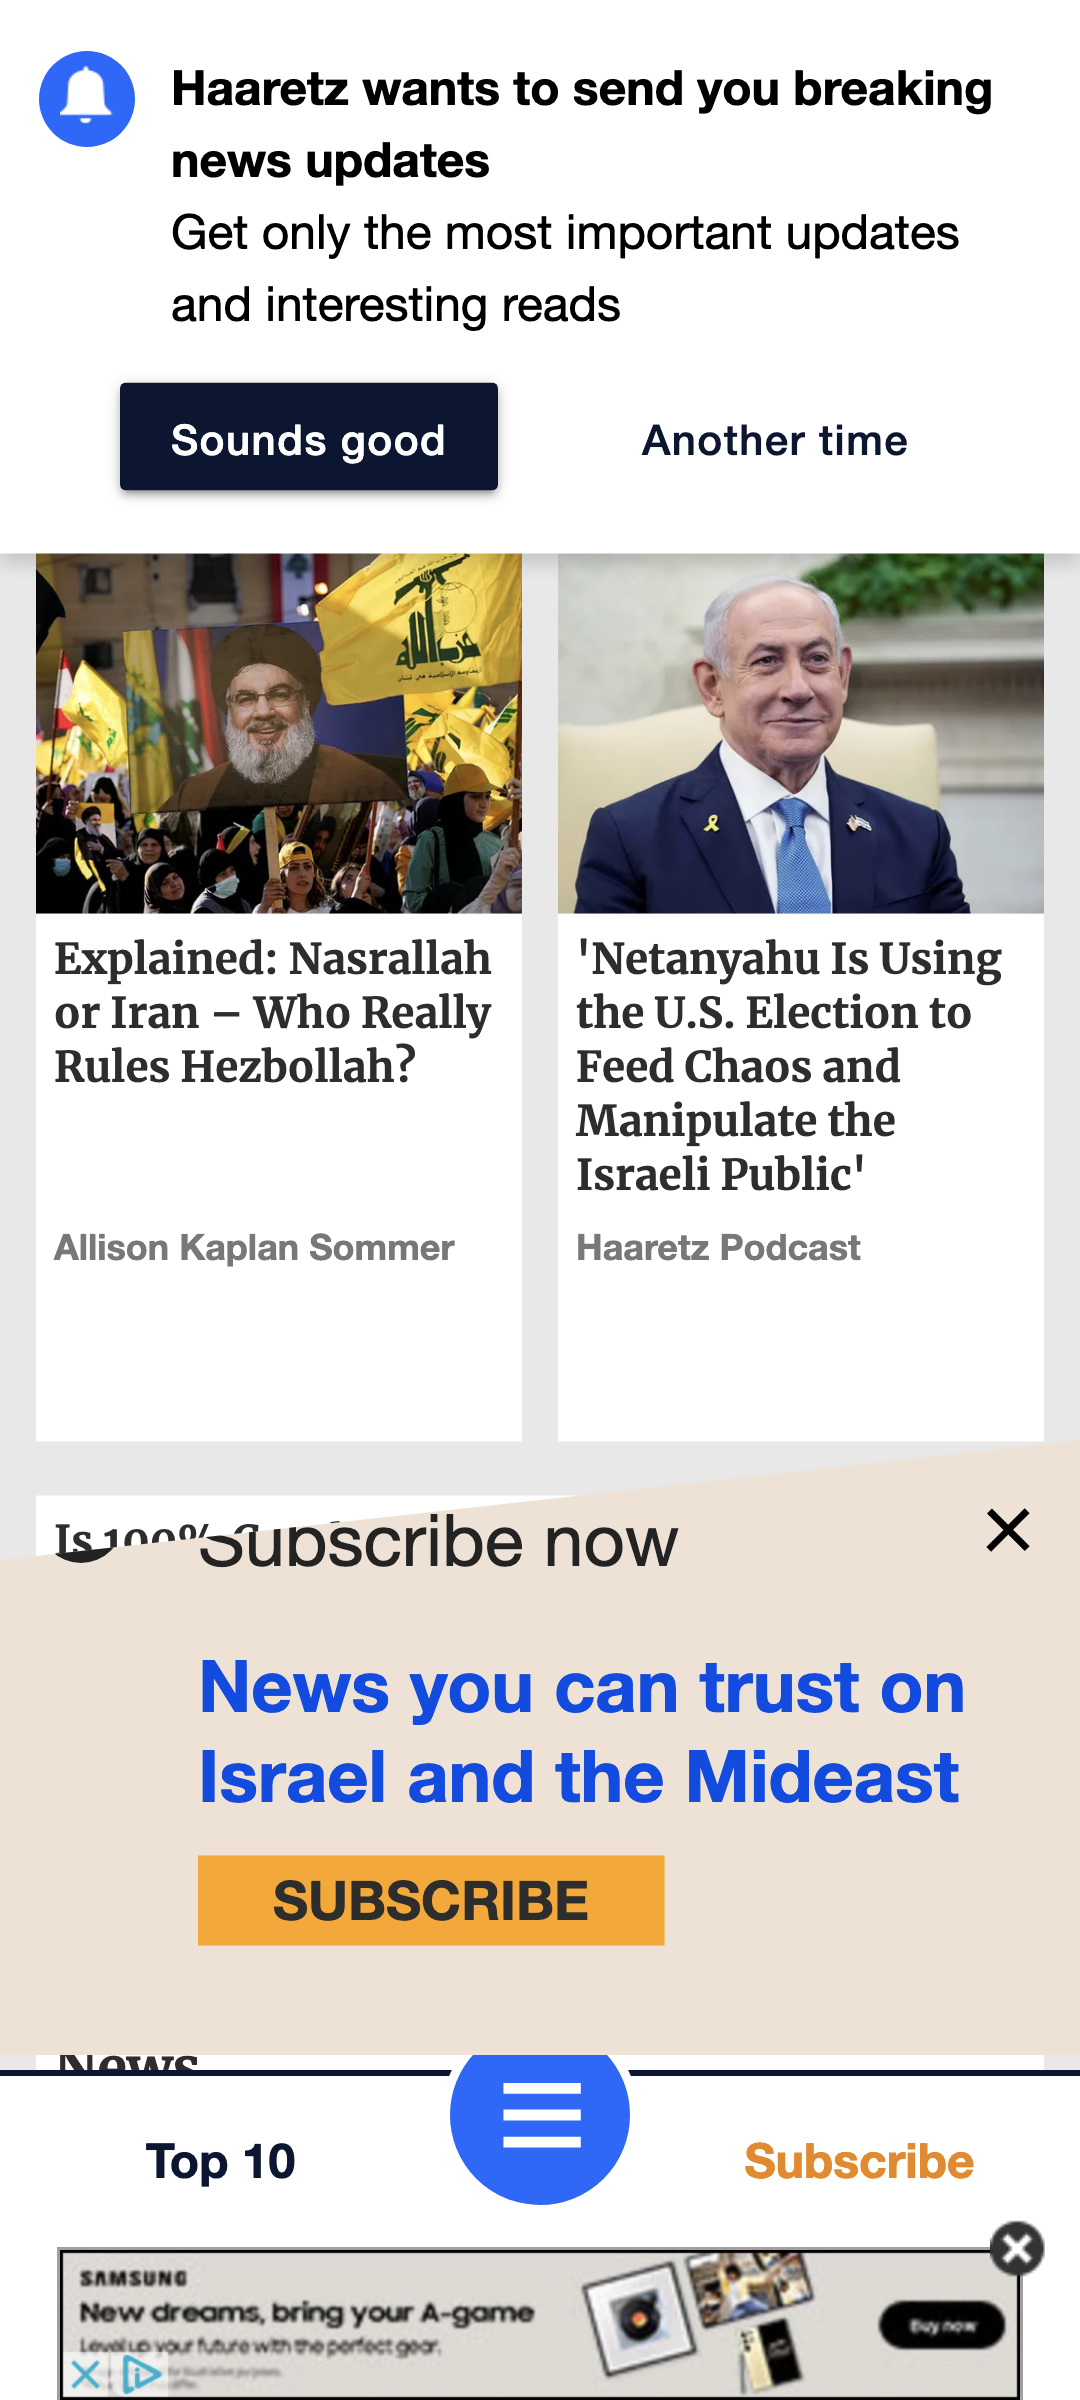 Haaretz wants to send you breaking
news updates
Get only the most important updates
and interesting reads
Sounds good
Another time
حزب الله
Explained: Nasrallah
or Iran – Who Really
Rules Hezbollah?
Allison Kaplan Sommer
'Netanyahu Is Using
the U.S. Election to
Feed Chaos and
Manipulate the
Israeli Public'
Haaretz Podcast
Is 100%
Subscribe now
News you can trust on
Israel and the Mideast
SUBSCRIBE
News
Top 10
Subscribe
SAMSUNG
New dreams, bring your A-game
Level up your future with the perfect gear.
Buy now